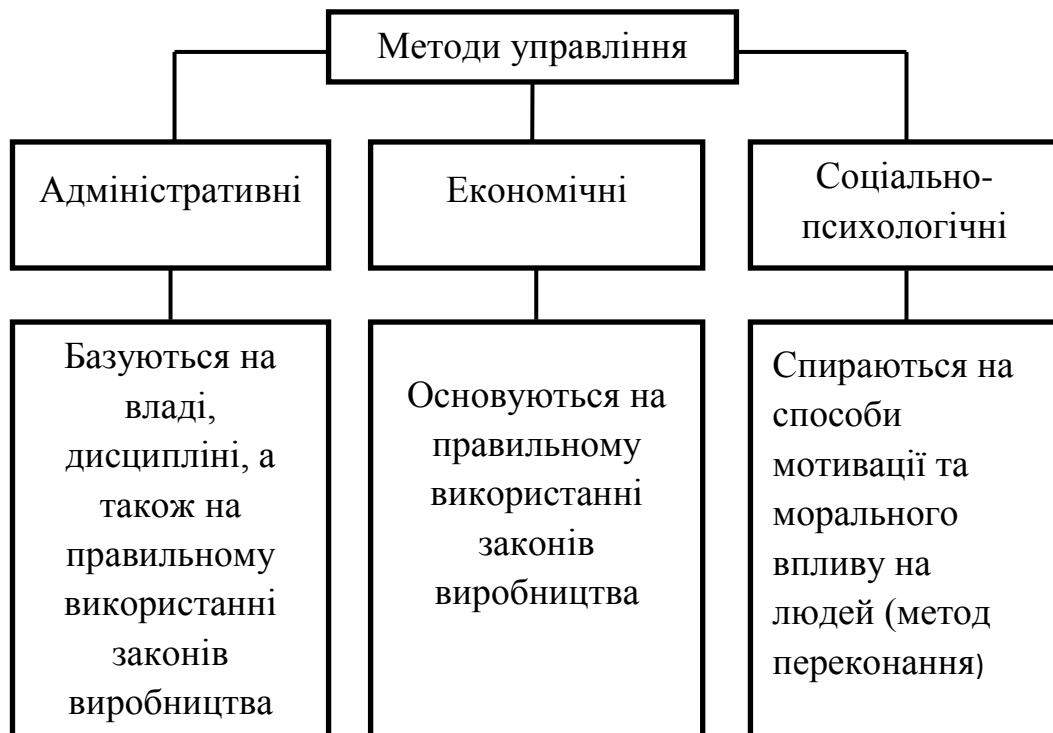 Методи управління
Адміністративні
Економічні
Соціально-
психологічні
Базуються на
владі,
дисципліні, а
також на
правильному
використанні
законів
виробництва
Основуються на
правильному
використанні
законів
виробництва
Спираються на
способи
мотивації та
морального
впливу на
людей (метод
переконання)